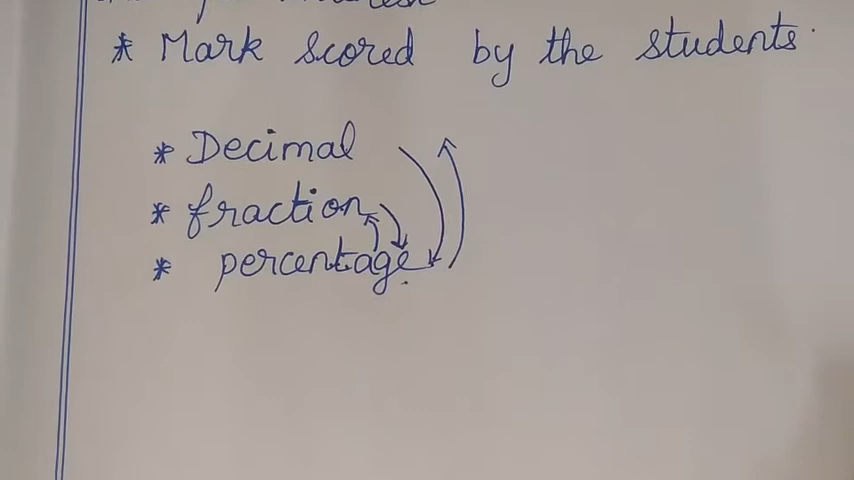 * Mark scored by the students.
* Decimal
* fraction
* percentage.